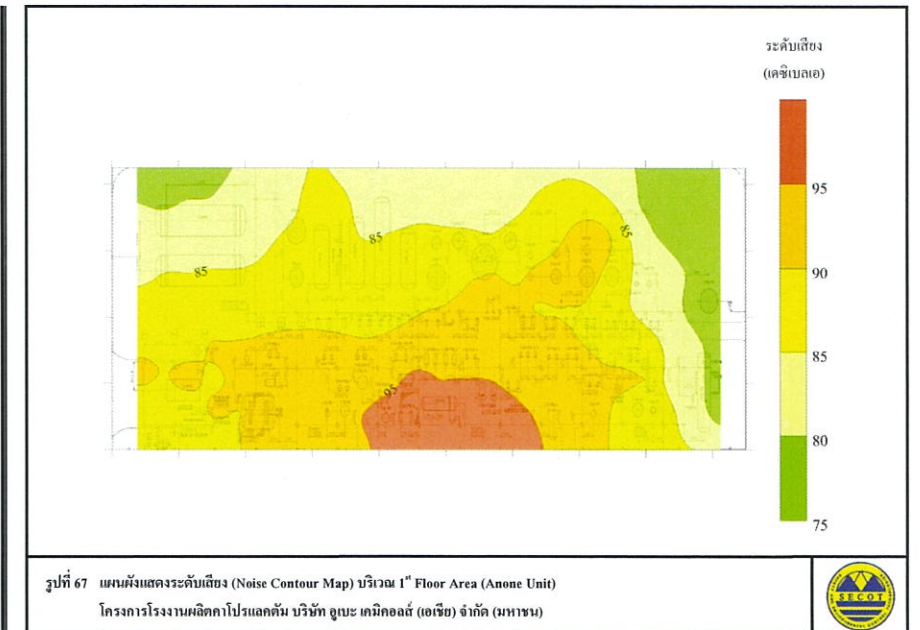 ระดับเสียง
(เดซิเบลเอ)
95
90
85
80
75
85
85
85
95
รูปที่ 67 แผนผังแสดงระดับเสียง (Noise Contour Map) บริเวณ 1st Floor Area (Anone Unit)
โครงการโรงงานผลิตคาโปรแลคตัม บริษัท อูเบะ เคมิคอลส์ (เอเชีย) จำกัด (มหาชน)
SECOT